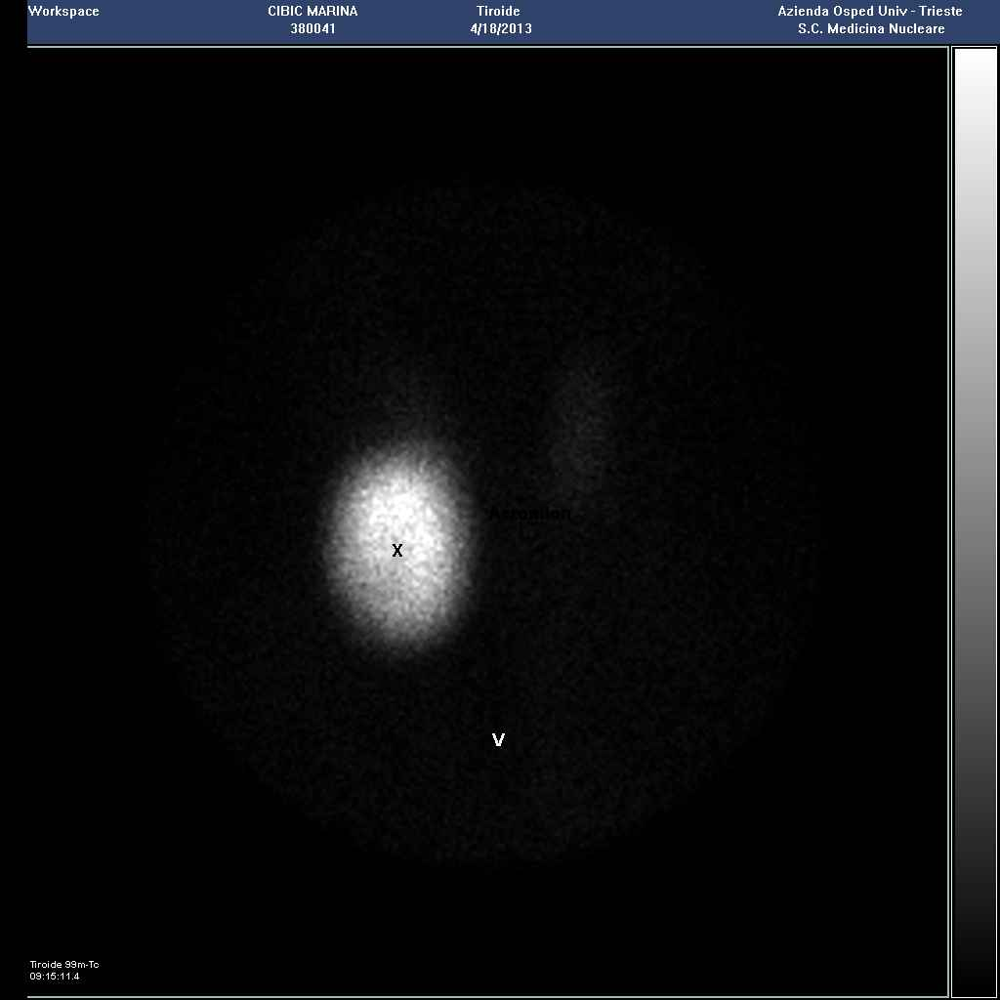 Workspace
CIBIC MARINA
380041
Tiroide
4/18/2013
Azienda Osped Univ - Trieste
S.C. Medicina Nucleare
X
V
Tiroide 99m-Tc
09:15:11.4